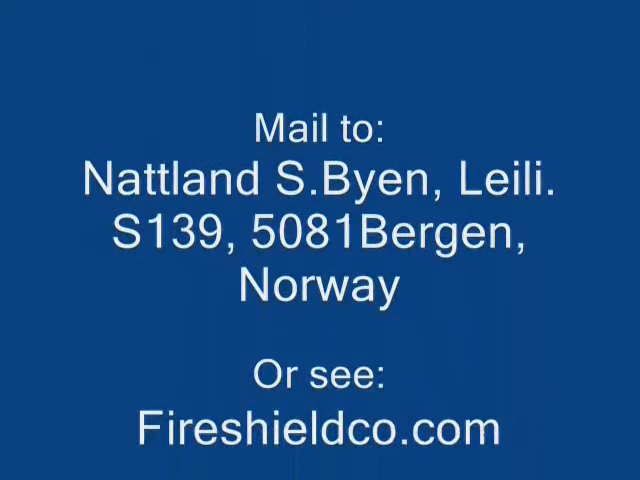 Mail to:
Nattland S.Byen, Leili.
S139, 5081Bergen,
Norway
Or see:
Fireshieldco.com